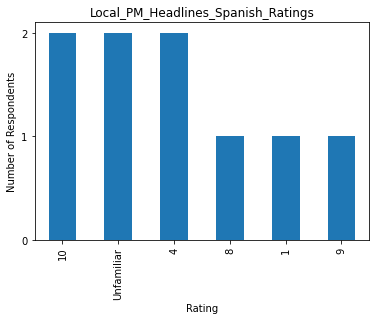 Local_PM_Headlines_Spanish_Ratings
Number of Respondents
2
1
0
10
Unfamiliar
4
8
1
9
Rating